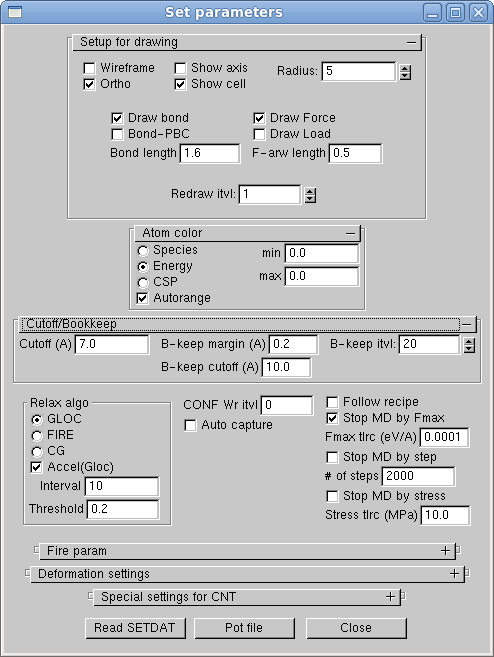 Set parameters
Setup for drawing
Wireframe Show axis Radius: 5
Ortho Show cell
Draw bond Draw Force
Bond-PBC Draw Load
Bond length 1.6 F-arw length 0.5
Redraw itvl: 1
Atom color
Species min 0.0
Energy
CSP max 0.0
Autorange
Cutoff/Bookkeep
Cutoff (A) 7.0 B-keep margin (A) 0.2 B-keep itvl: 20
B-keep cutoff (A) 10.0
Relax algo
GLOC
FIRE
CG
Accel(Gloc)
Interval 10
Threshold 0.2
CONF Wr itvl 0
Auto capture
Follow recipe
Stop MD by Fmax
Fmax tlrc (eV/A) 0.0001
Stop MD by step
# of steps 2000
Stop MD by stress
Stress tlrc (MPa) 10.0
Fire param
Deformation settings
Special settings for CNT
Read SETDAT Pot file Close